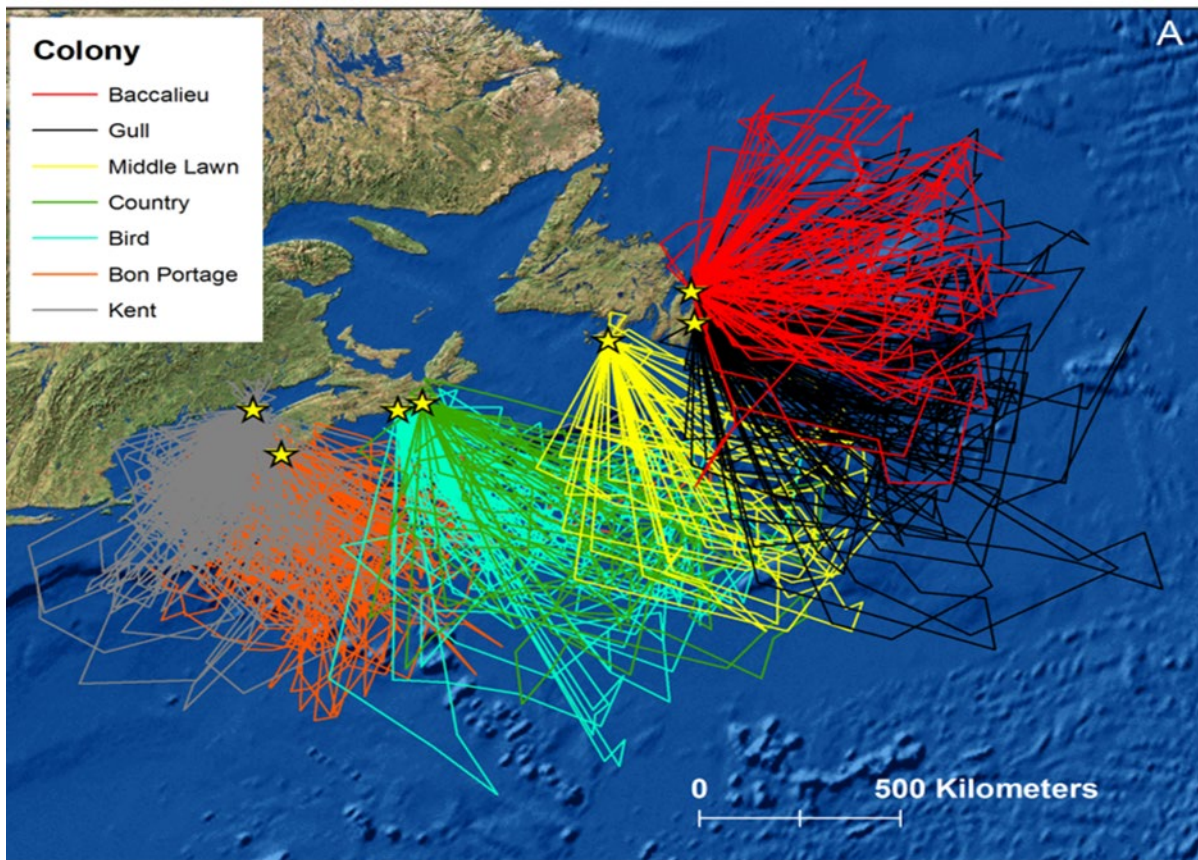 A
Colony
Baccalieu
Gull
Middle Lawn
Country
Bird
Bon Portage
Kent
0 500 Kilometers